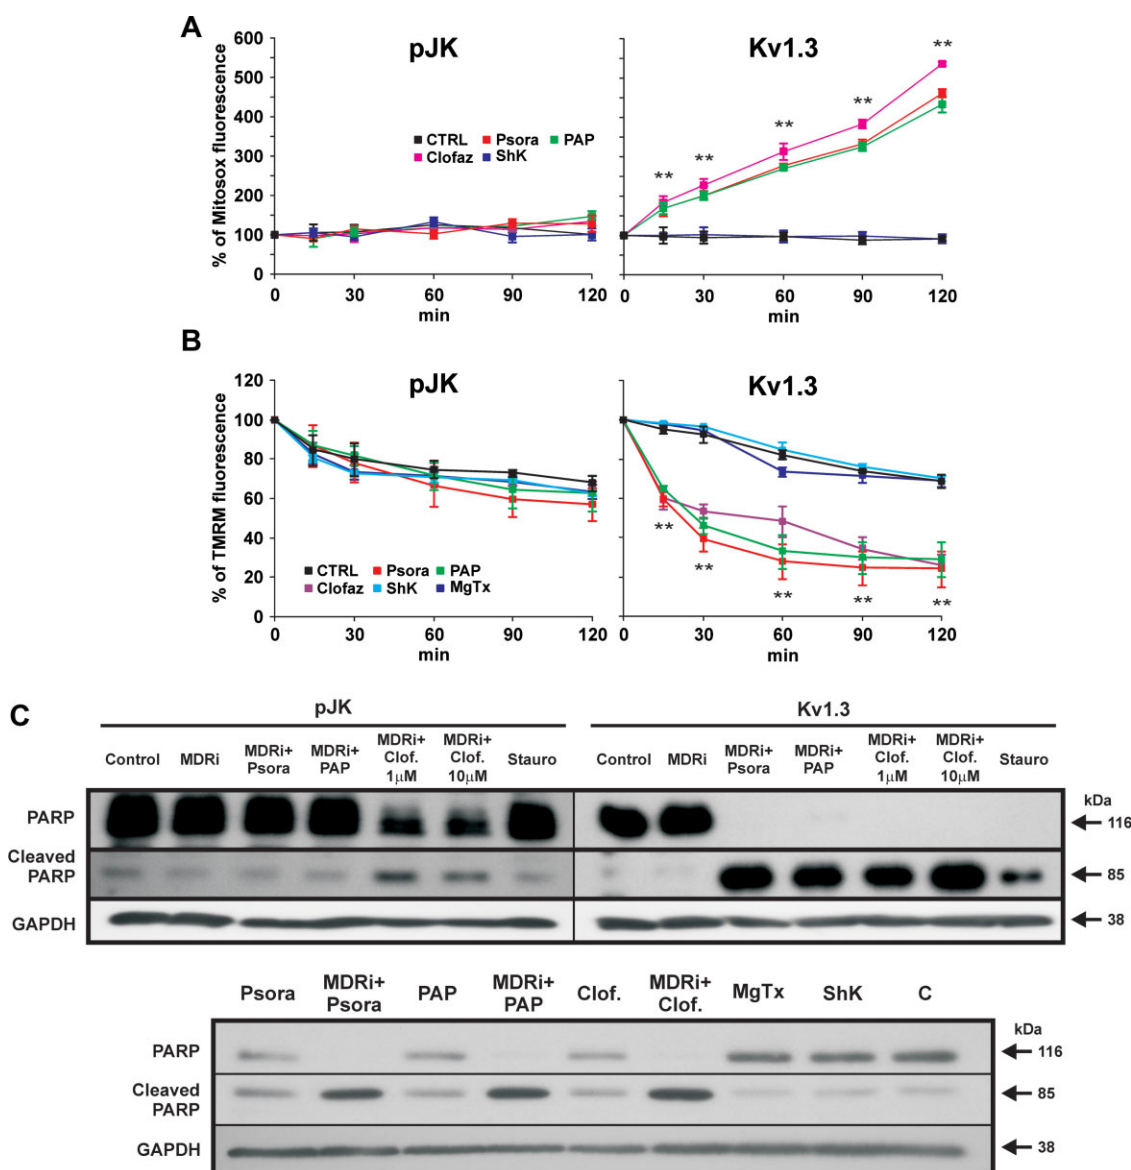 A
pJK
Kv1.3
% of Mitosox fluorescence
600
500
400
300
200
100
0
CTRL Psora PAP
Clofaz ShK
** ** ** ** **
0 30 60 90 120
min
0 30 60 90 120
min
B
pJK
Kv1.3
% of TMRM fluorescence
120
100
80
60
40
20
0
CTRL Psora PAP
Clofaz ShK MgTx
** ** ** ** **
0 30 60 90 120
min
0 30 60 90 120
min
C
pJK
Kv1.3
Control MDRi MDRi+ Psora MDRi+ PAP MDRi+ Clof. 1µM MDRi+ Clof. 10µM Stauro
Control MDRi MDRi+ Psora MDRi+ PAP MDRi+ Clof. 1µM MDRi+ Clof. 10µM Stauro
kDa
PARP
116
Cleaved
PARP
85
GAPDH
38
Psora MDRi+ Psora PAP MDRi+ PAP Clof. MDRi+ Clof. MgTx ShK C
kDa
PARP
116
Cleaved
PARP
85
GAPDH
38